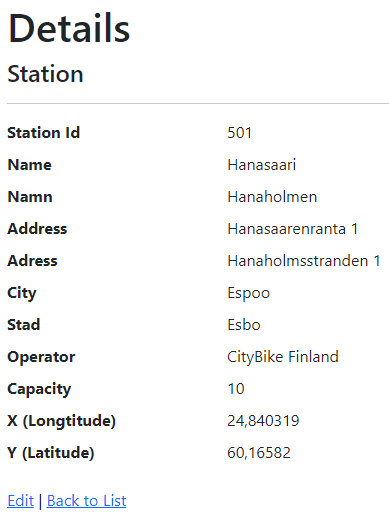 Details
Station
Station Id 501
Name Hanasaari
Namn Hanaholmen
Address Hanasaarenranta 1
Adress Hanaholmsstranden 1
City Espoo
Stad Esbo
Operator CityBike Finland
Capacity 10
X (Longtitude) 24,840319
Y (Latitude) 60,16582
Edit | Back to List